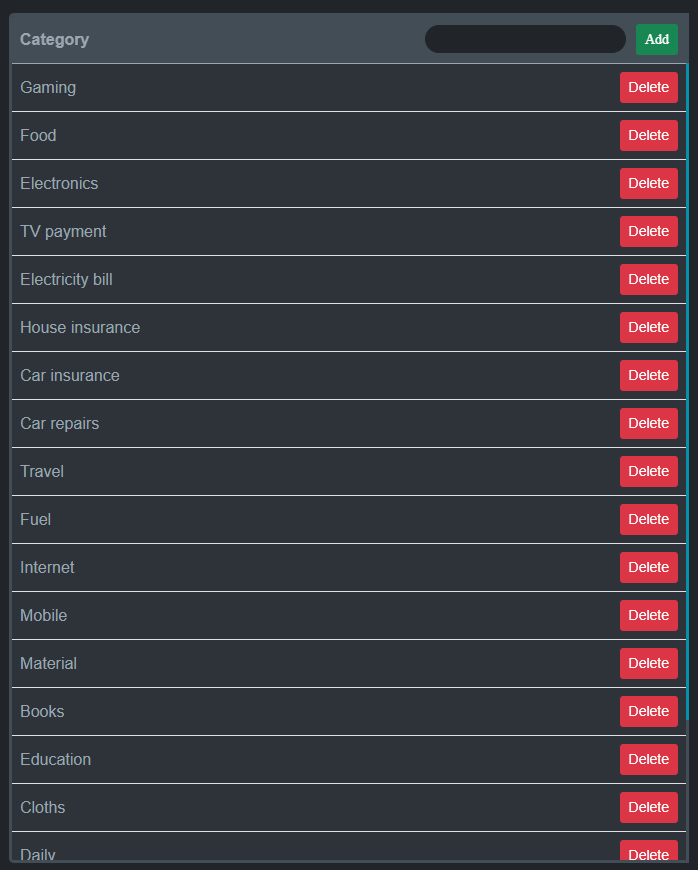 Category Add
Gaming Delete
Food Delete
Electronics Delete
TV payment Delete
Electricity bill Delete
House insurance Delete
Car insurance Delete
Car repairs Delete
Travel Delete
Fuel Delete
Internet Delete
Mobile Delete
Material Delete
Books Delete
Education Delete
Cloths Delete
Daily Delete